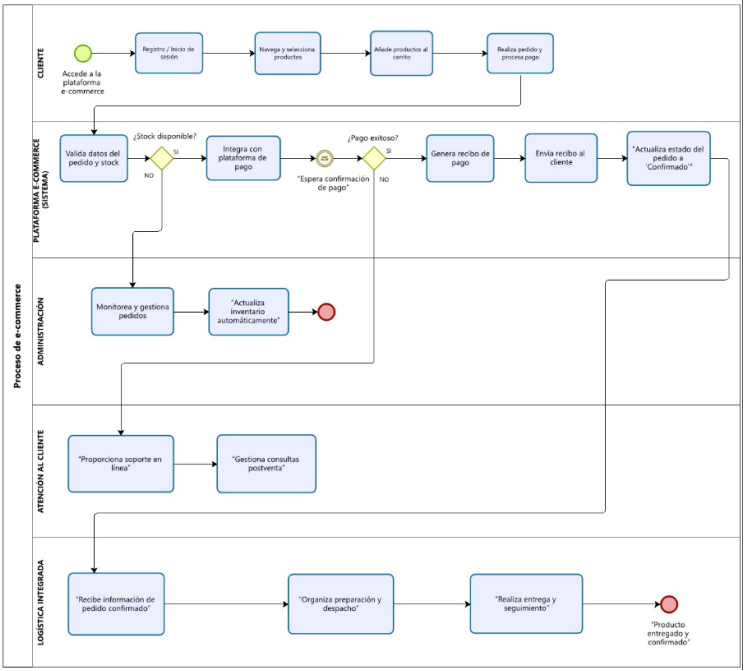 Proceso de e-commerce
CLIENTE
Accede a la
plataforma
e-commerce
Registro / Inicio de
sesión
Navega y selecciona
productos
Añade productos al
carrito
Realiza pedido y
procesa pago
PLATAFORMA E-COMMERCE
(SISTEMA)
Valida datos del
pedido y stock
¿Stock disponible?
SI
NO
Integra con
plataforma de
pago
"Espera confirmación
de pago"
¿Pago exitoso?
SI
NO
Genera recibo de
pago
Envía recibo al
cliente
"Actualiza estado del
pedido a
'Confirmado'"
ADMINISTRACIÓN
Monitorea y gestiona
pedidos
"Actualiza
inventario
automáticamente"
ATENCIÓN AL CLIENTE
"Proporciona soporte en
línea"
"Gestiona consultas
postventa"
LOGÍSTICA INTEGRADA
"Recibe información de
pedido confirmado"
"Organiza preparación y
despacho"
"Realiza entrega y
seguimiento"
"Producto
entregado y
confirmado"